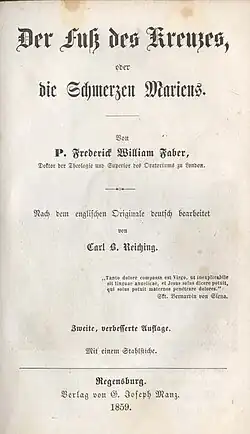 Der Fuß des Kreuzes,
oder
die Schmerzen Mariens.
Von
P. Frederick William Faber,
Doktor der Theologie und Superior des Oratoriums zu London.
Nach dem englischen Originale deutsch bearbeitet
von
Carl B. Reiching.
„Tanto dolore compassa est Virgo, ut inexplicabile
sit linguae angelicae, et Jesus solus dicere potuit,
qui solus potuit maternos penetrare dolores."
Skt. Bernardin von Siena.
Zweite, verbesserte Auflage.
Mit einem Stahlstiche.
Regensburg.
Verlag von G. Joseph Manz.
1859.